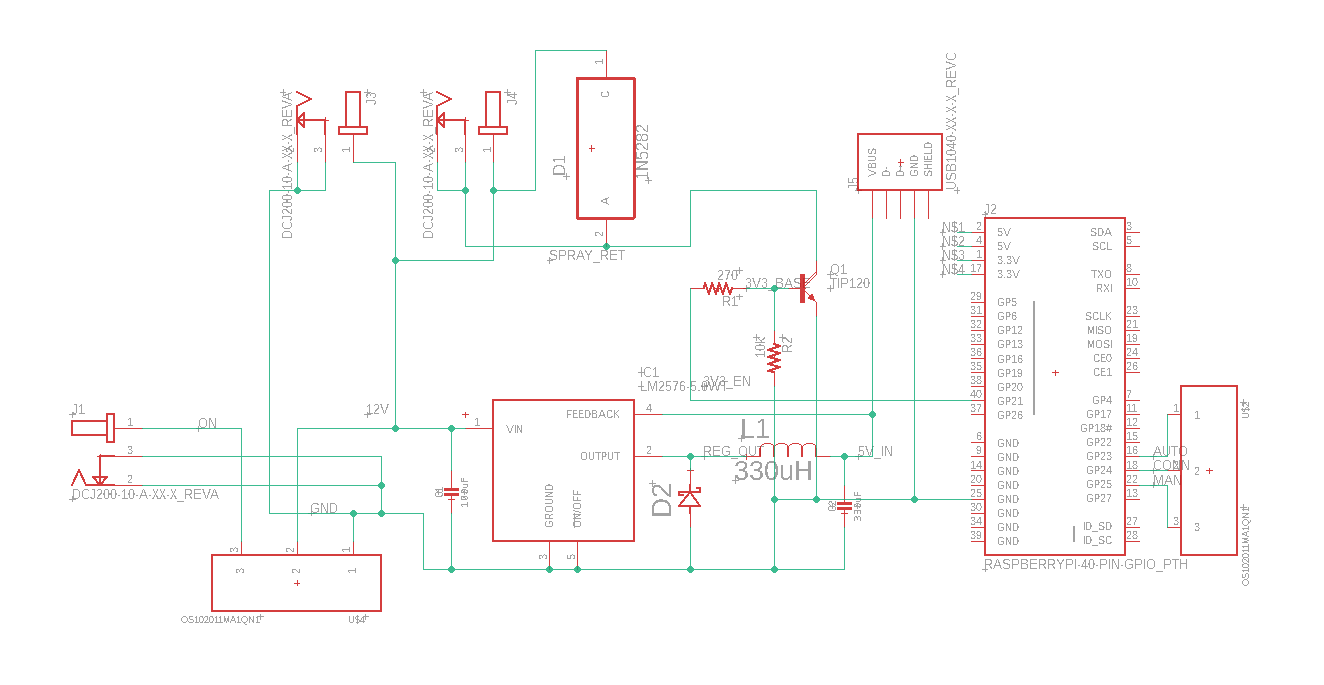 DCJ200-10-A-XX-X_REVA
2
3
J3
1
DCJ200-10-A-XX-X_REVA
2
3
J4
1
1
C
D1
1N5282
A
2
SPRAY_RET
J5
VBUS
D-
D+
GND
SHIELD
USB1040-XX-X-X_REVC
270
R1
3V3_BASE
Q1
TIP120
10K
R2
3V3_EN
IC1
LM2576-5.0WT
FEEDBACK 4
1 VIN
OUTPUT 2
GROUND
ON/OFF
3
5
REG_OUT
L1
330uH
5V_IN
D2
C1
100uF
C2
330uF
J1
1
3
2
DCJ200-10-A-XX-X_REVA
ON
12V
GND
3
2
1
3
2
1
OS102011MA1QN1
U$4
J2
N$1 2 5V
N$2 4 5V
N$3 1 3.3V
N$4 17 3.3V
29 GP5
31 GP6
32 GP12
33 GP13
36 GP16
35 GP19
38 GP20
40 GP21
37 GP26
6 GND
9 GND
14 GND
20 GND
25 GND
30 GND
34 GND
39 GND
SDA 3
SCL 5
TXO 8
RXI 10
SCLK 23
MISO 21
MOSI 19
CE0 24
CE1 26
GP4 7
GP17 11
GP18# 12
GP22 15
GP23 16
GP24 18
GP25 22
GP27 13
ID_SD 27
ID_SC 28
RASPBERRYPI-40-PIN-GPIO_PTH
AUTO
CONN
MAN
1
1
2
2
3
3
U$2
OS102011MA1QN1